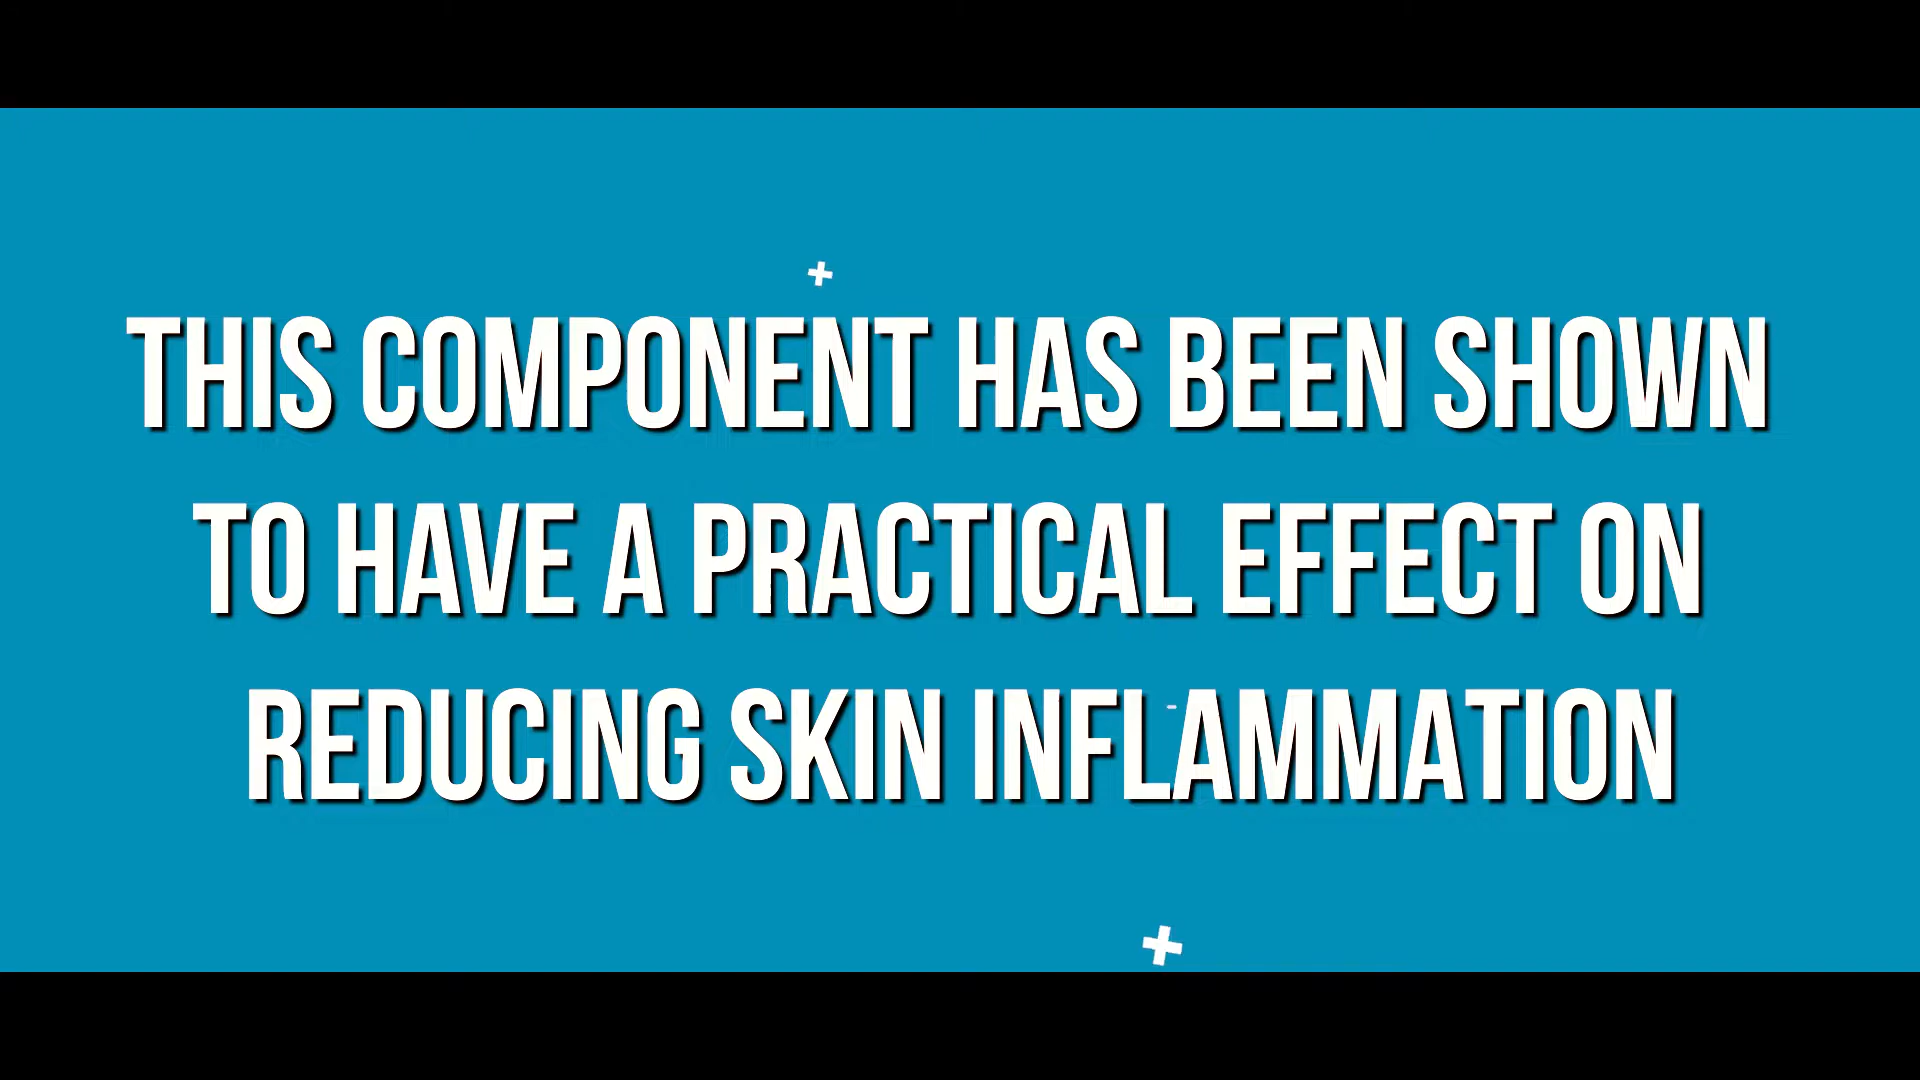 THIS COMPONENT HAS BEEN SHOWN
TO HAVE A PRACTICAL EFFECT ON
REDUCING SKIN INFLAMMATION